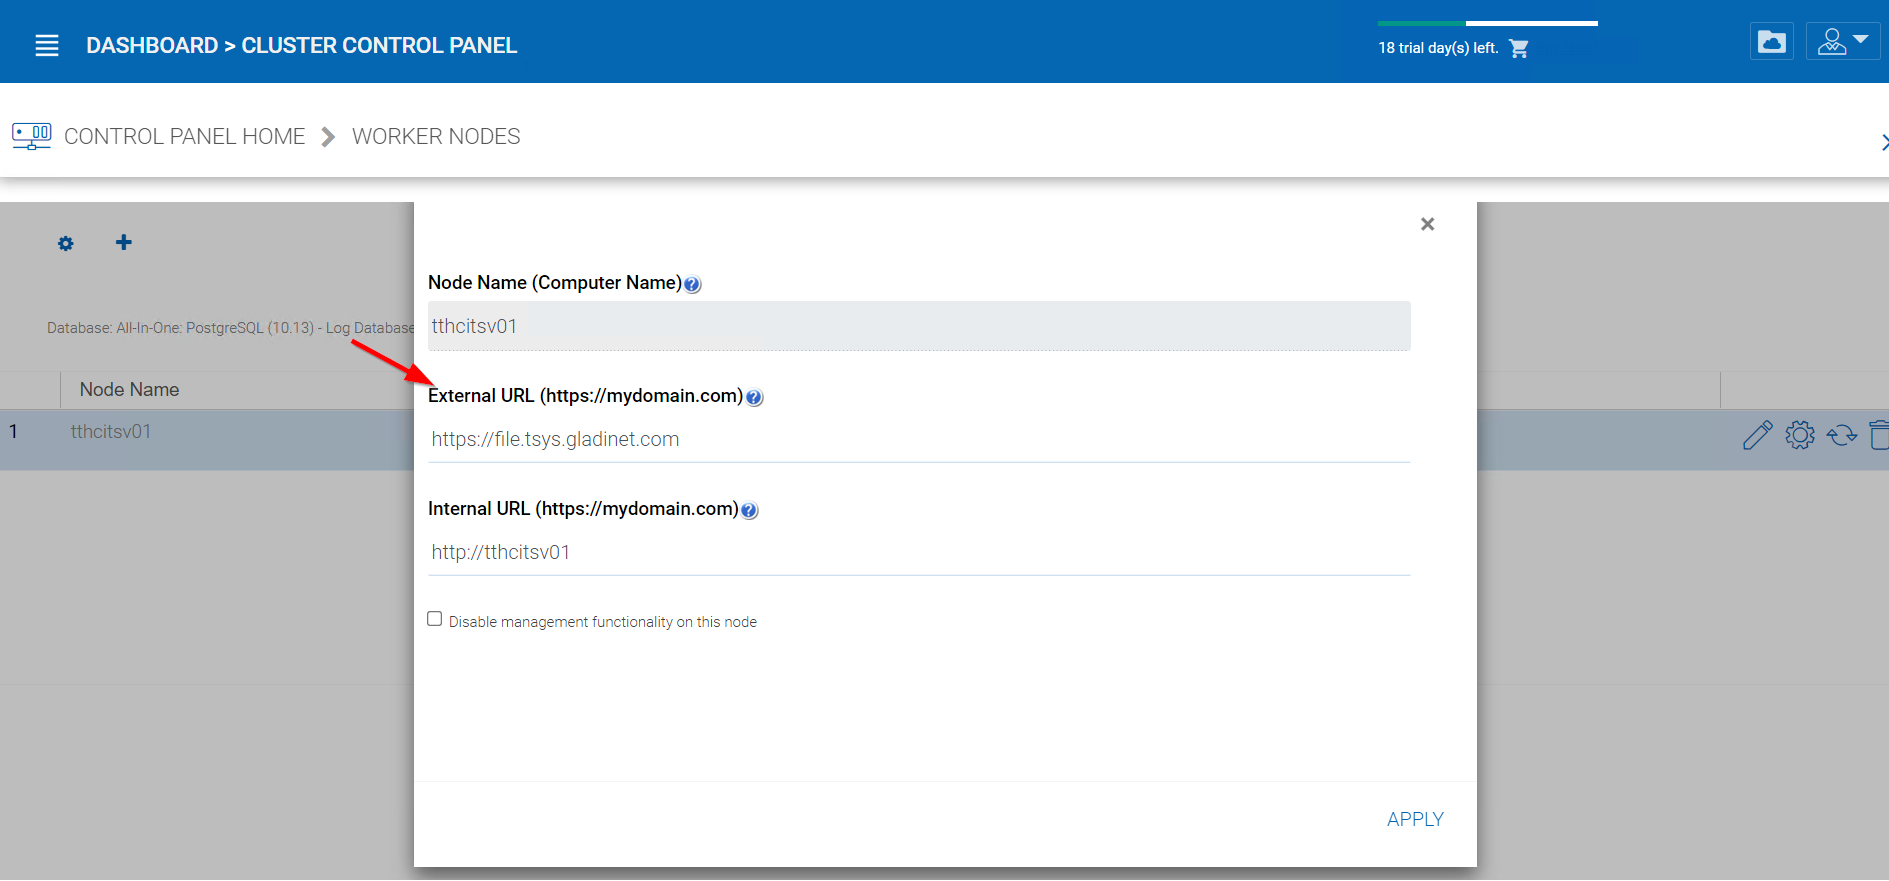 DASHBOARD > CLUSTER CONTROL PANEL
18 trial day(s) left.
CONTROL PANEL HOME WORKER NODES
Node Name (Computer Name)
tthcitsv01
Database: All-In-One: PostgreSQL (10.13) - Log Database
External URL (https://mydomain.com)
https://file.tsys.gladinet.com
Internal URL (https://mydomain.com)
http://tthcitsv01
Disable management functionality on this node
APPLY
Node Name
1 tthcitsv01